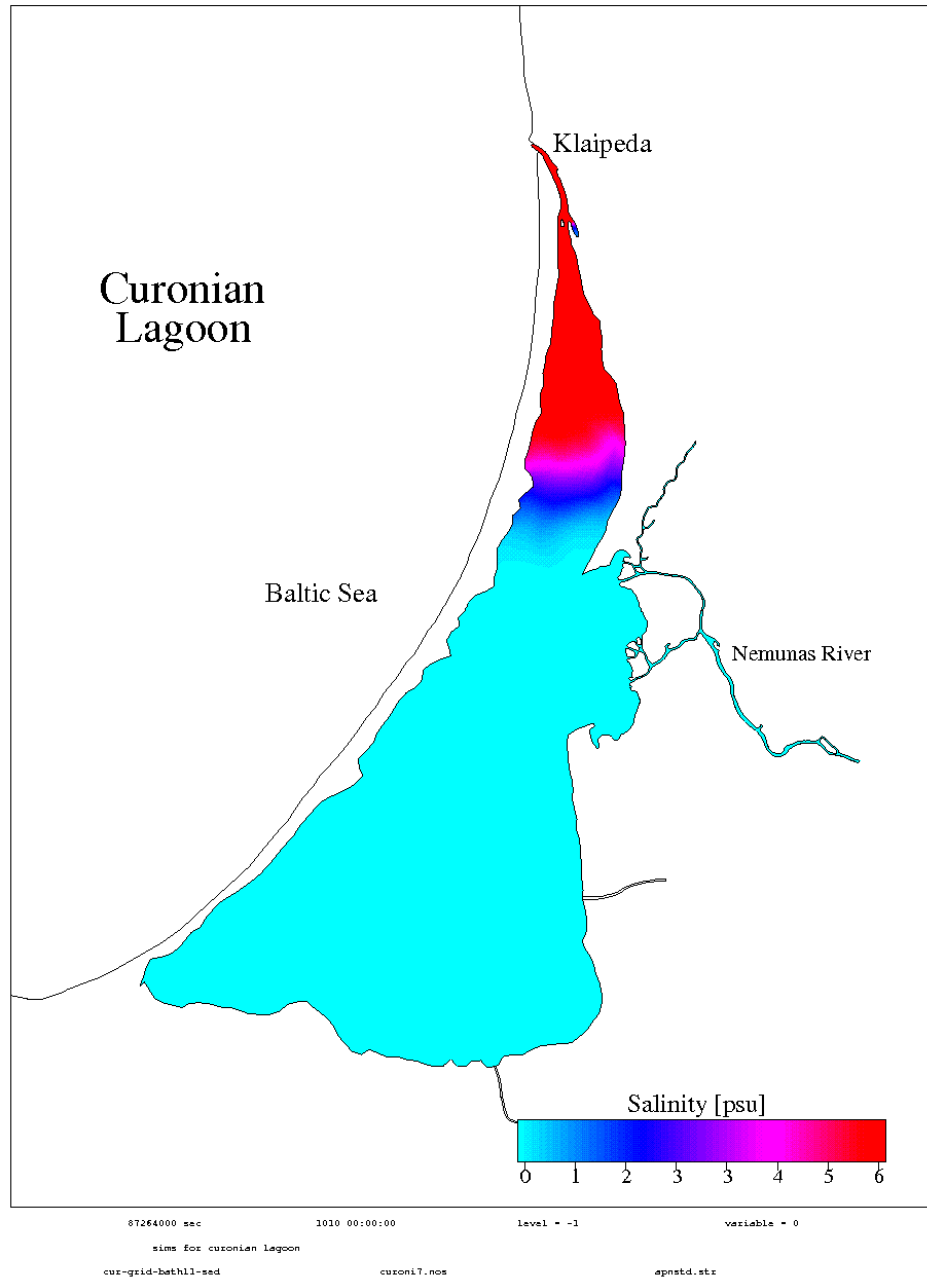 Klaipeda
Curonian
Lagoon
Baltic Sea
Nemunas River
Salinity [psu]
0 1 2 3 3 4 5 6
87264000 sec 1010 00:00:00 level = -1 variable = 0
sims for curonian lagoon
cur-grid-bath11-sed curoni7.nos apnstd.str